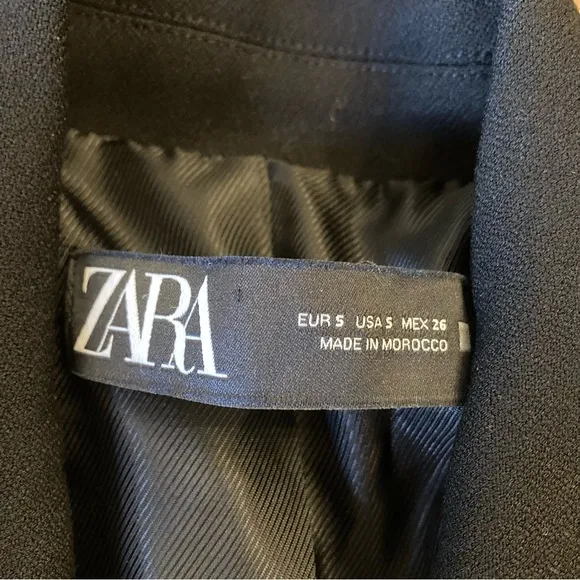 ZARA
EUR S USA S MEX 26
MADE IN MOROCCO